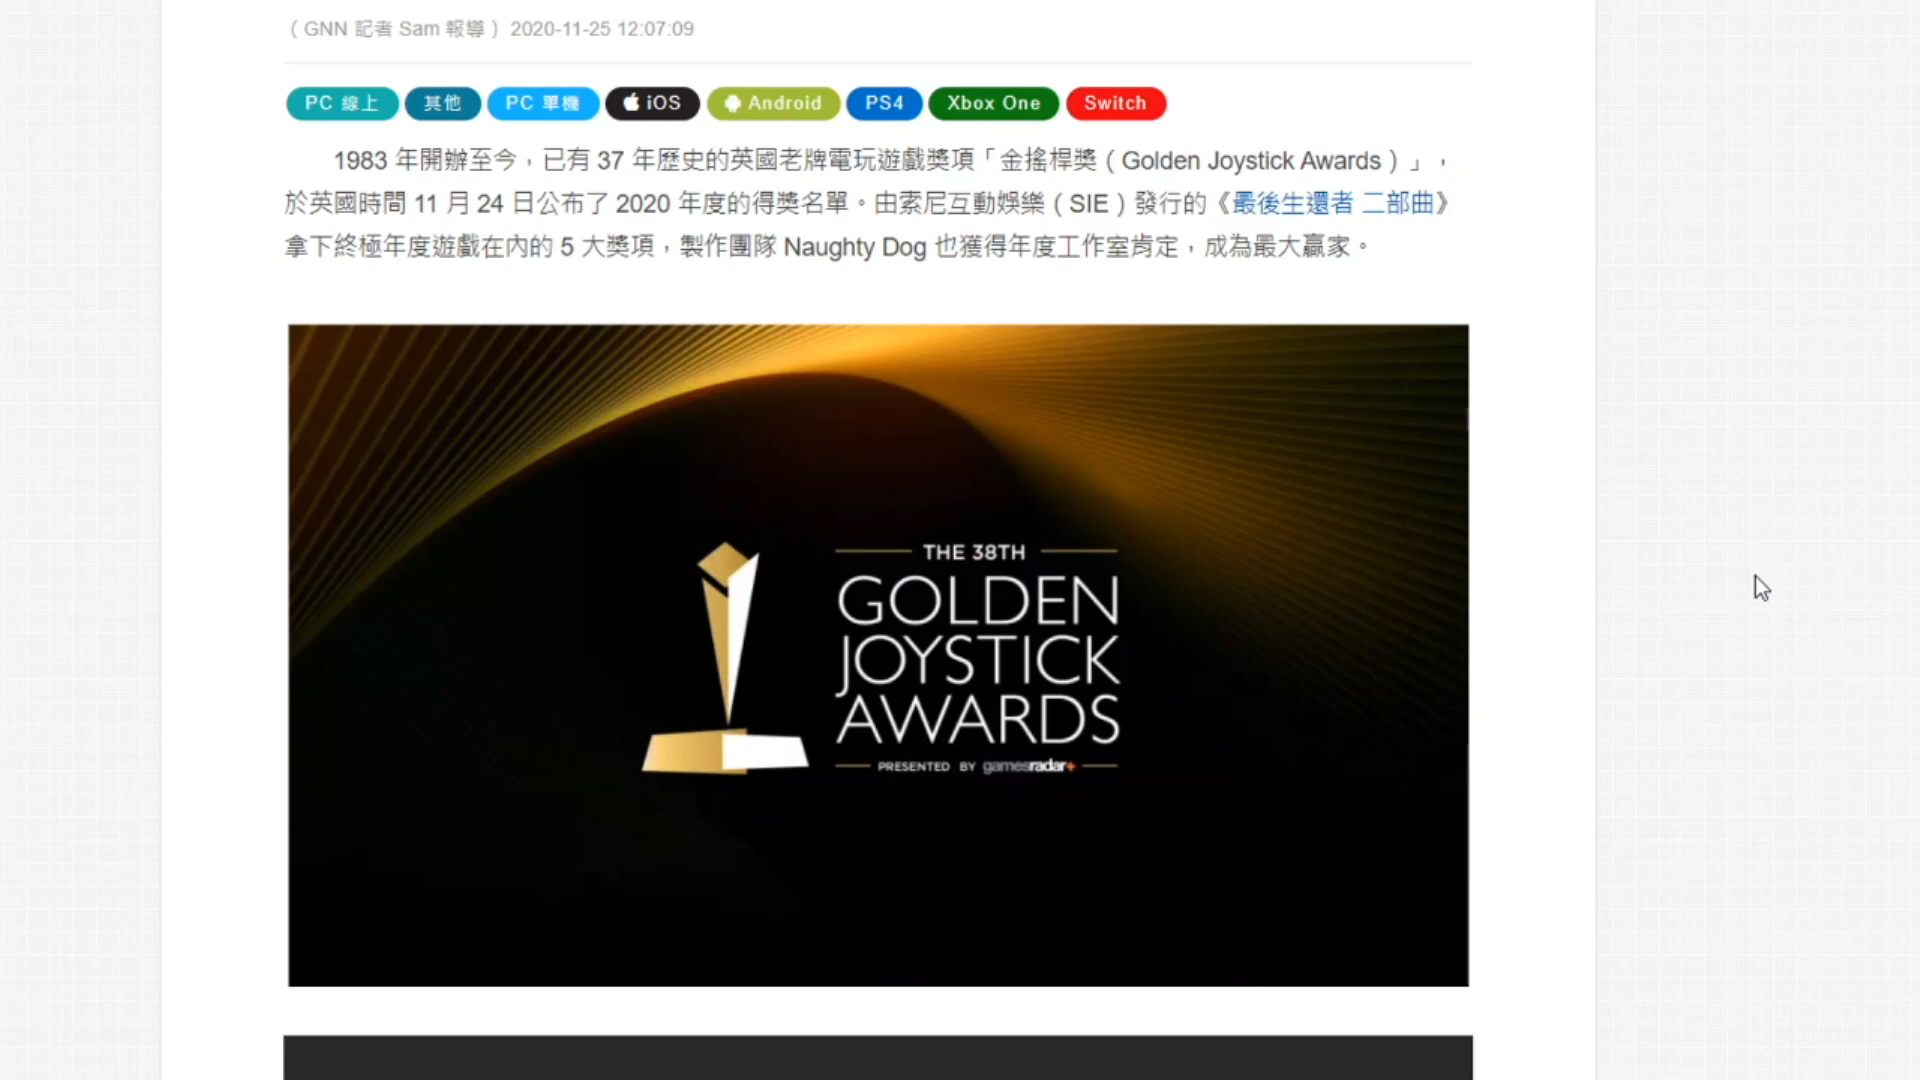 （GNN 記者 Sam 報導） 2020-11-25 12:07:09
PC 線上 其他 PC 單機 iOS Android PS4 Xbox One Switch
1983 年開辦至今，已有 37 年歷史的英國老牌電玩遊戲獎項「金搖桿獎（Golden Joystick Awards）」，
於英國時間 11 月 24 日公布了 2020 年度的得獎名單。由索尼互動娛樂（SIE）發行的《最後生還者 二部曲》
拿下終極年度遊戲在內的 5 大獎項，製作團隊 Naughty Dog 也獲得年度工作室肯定，成為最大贏家。
THE 38TH
GOLDEN
JOYSTICK
AWARDS
PRESENTED BY gamesradar+